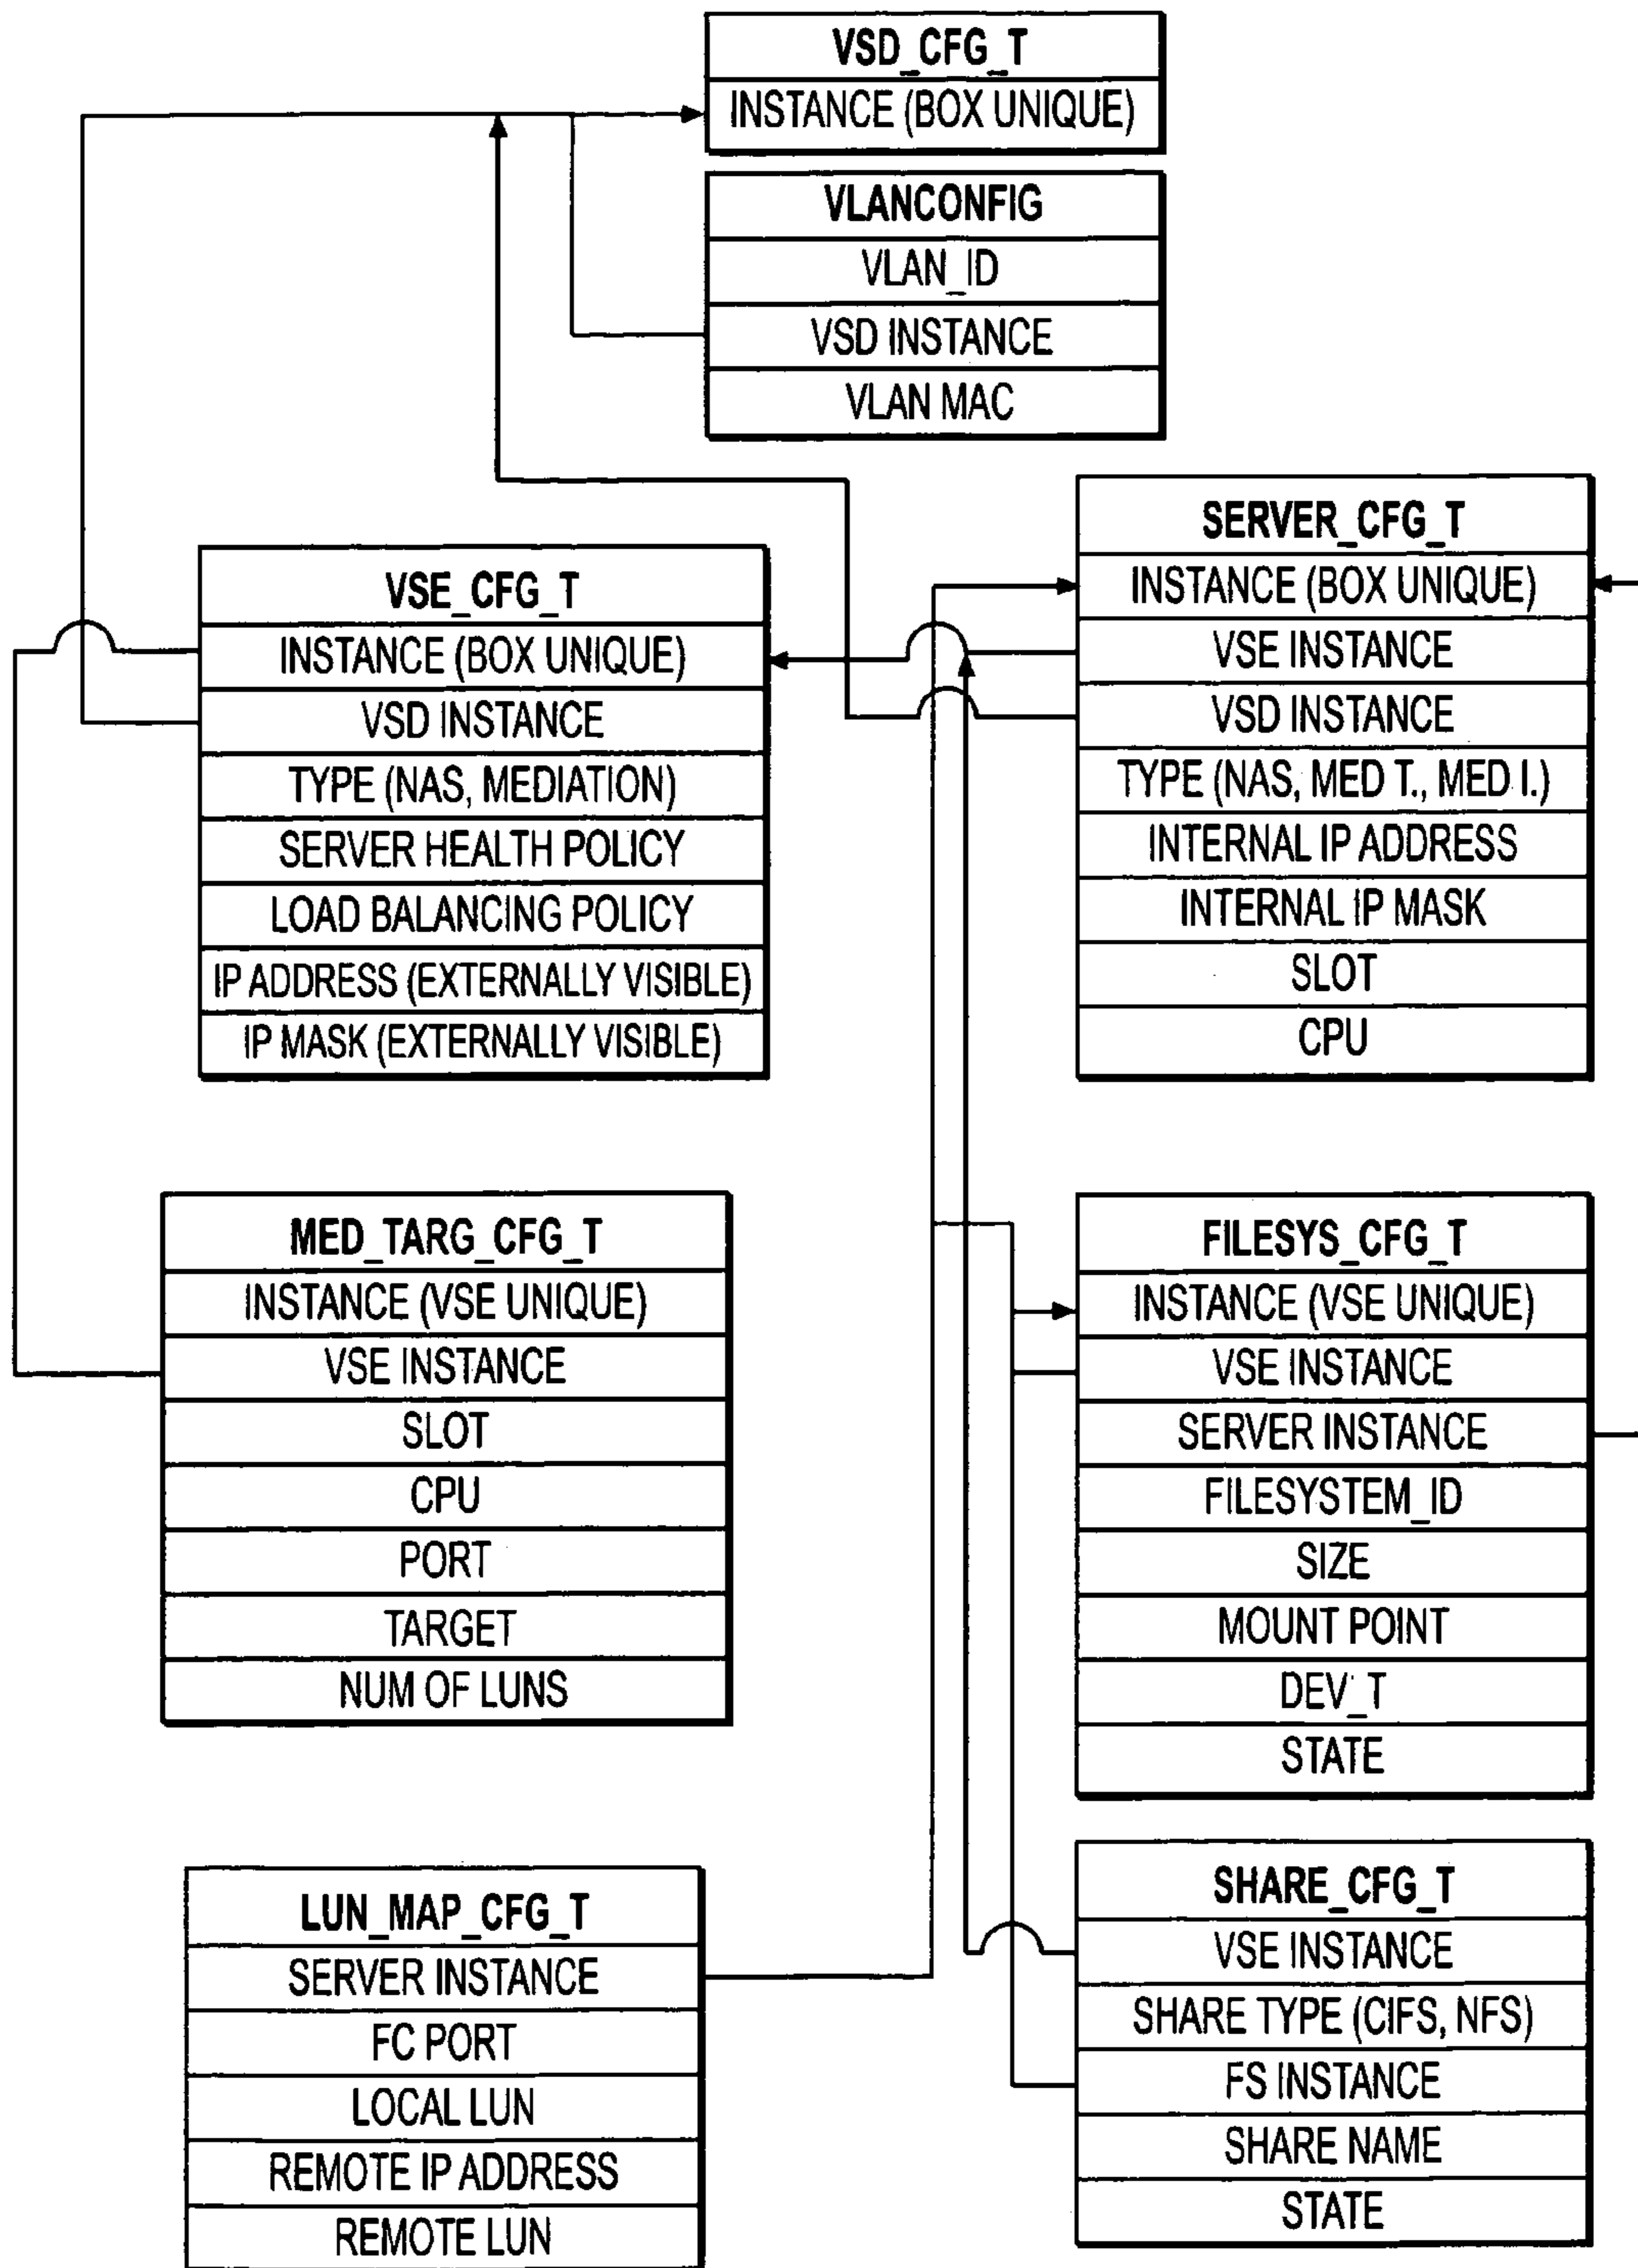 VSD_CFG_T
INSTANCE (BOX UNIQUE)
VLANCONFIG
VLAN_ID
VSD INSTANCE
VLAN MAC
VSE_CFG_T
INSTANCE (BOX UNIQUE)
VSD INSTANCE
TYPE (NAS, MEDIATION)
SERVER HEALTH POLICY
LOAD BALANCING POLICY
IP ADDRESS (EXTERNALLY VISIBLE)
IP MASK (EXTERNALLY VISIBLE)
SERVER_CFG_T
INSTANCE (BOX UNIQUE)
VSE INSTANCE
VSD INSTANCE
TYPE (NAS, MED T., MED I.)
INTERNAL IP ADDRESS
INTERNAL IP MASK
SLOT
CPU
MED_TARG_CFG_T
INSTANCE (VSE UNIQUE)
VSE INSTANCE
SLOT
CPU
PORT
TARGET
NUM OF LUNS
FILESYS_CFG_T
INSTANCE (VSE UNIQUE)
VSE INSTANCE
SERVER INSTANCE
FILESYSTEM_ID
SIZE
MOUNT POINT
DEV_T
STATE
LUN_MAP_CFG_T
SERVER INSTANCE
FC PORT
LOCAL LUN
REMOTE IP ADDRESS
REMOTE LUN
SHARE_CFG_T
VSE INSTANCE
SHARE TYPE (CIFS, NFS)
FS INSTANCE
SHARE NAME
STATE